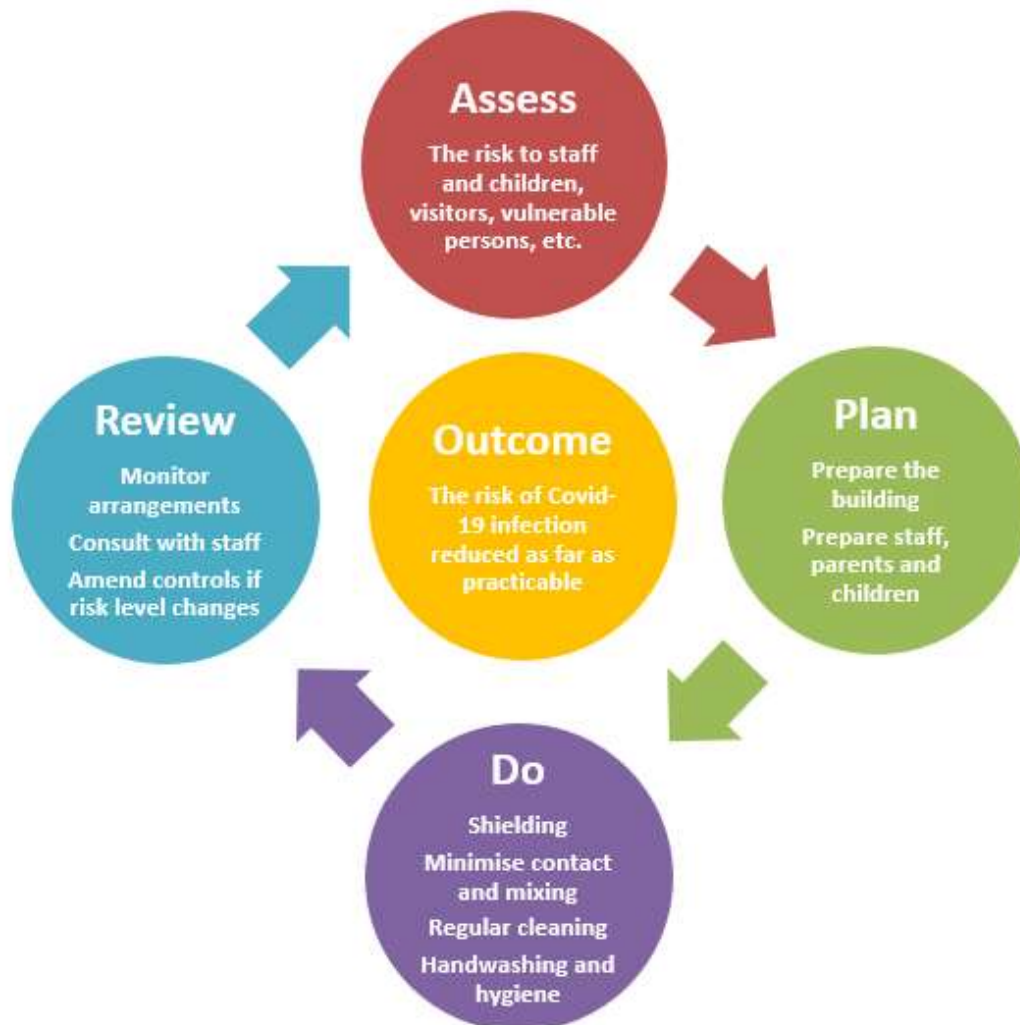 Assess
The risk to staff
and children,
visitors, vulnerable
persons, etc.
Review
Monitor
arrangements
Consult with staff
Amend controls if
risk level changes
Outcome
The risk of Covid-
19 infection
reduced as far as
practicable
Plan
Prepare the
building
Prepare staff,
parents and
children
Do
Shielding
Minimise contact
and mixing
Regular cleaning
Handwashing and
hygiene